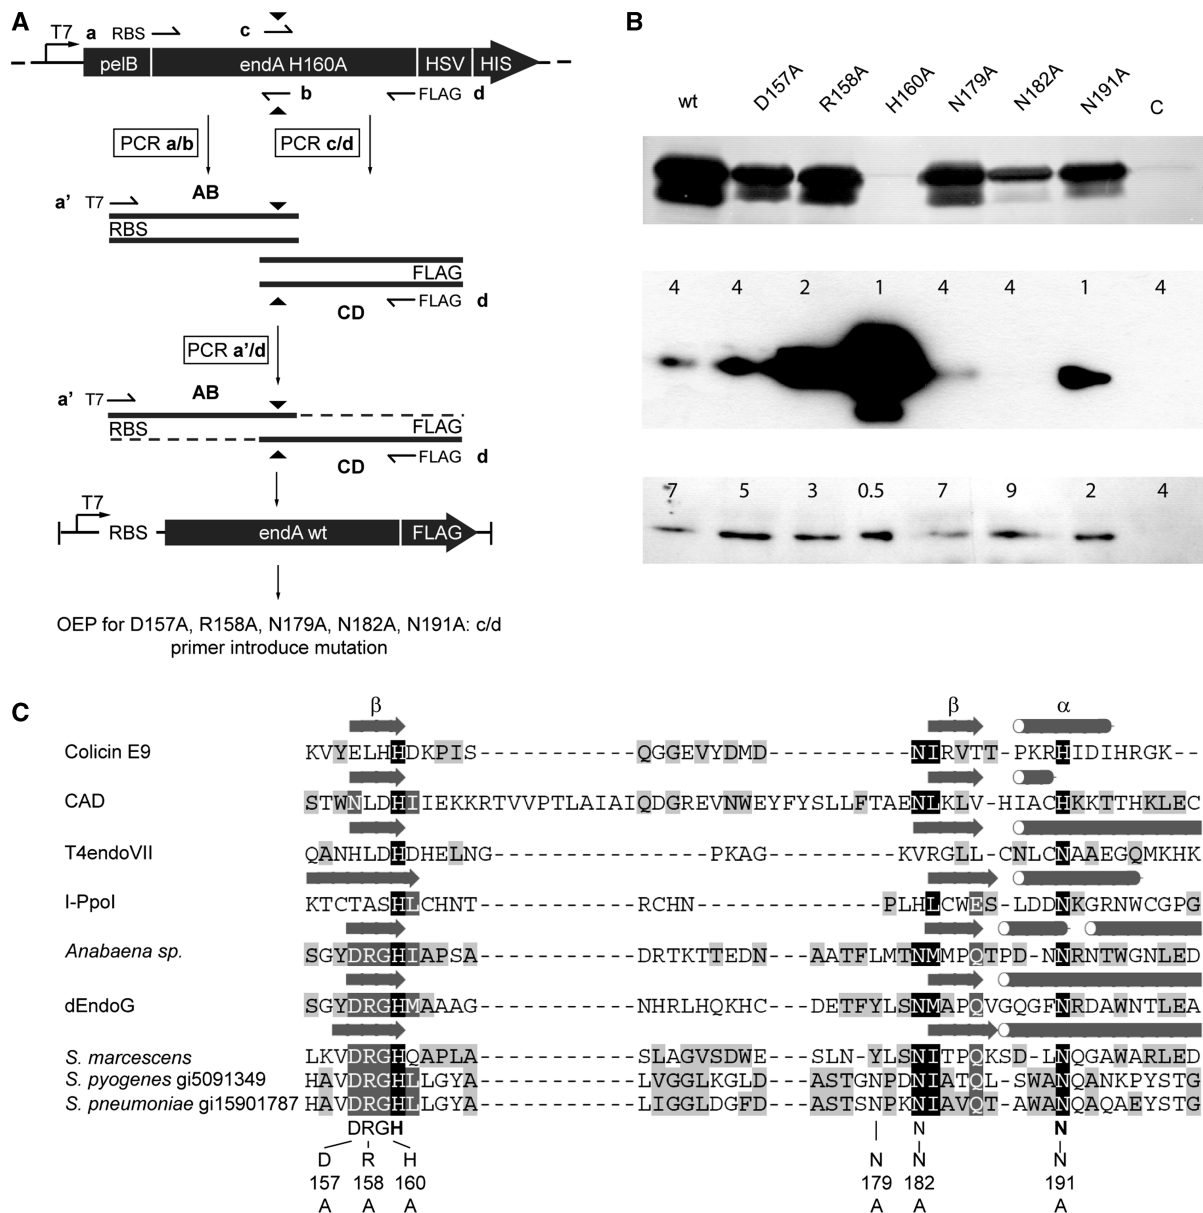 A
T7 a RBS c
pelB endA H160A HSV HIS
b FLAG d
PCR a/b PCR c/d
AB
a' T7
RBS
FLAG
CD FLAG d
PCR a'/d
AB
a' T7
RBS FLAG
CD FLAG d
T7
RBS endA wt FLAG
OEP for D157A, R158A, N179A, N182A, N191A: c/d
primer introduce mutation
B
wt D157A R158A H160A N179A N182A N191A C
4 4 2 1 4 4 1 4
7 5 3 0.5 7 9 2 4
C
β β α
Colicin E9 KVYELHHDKPIS-----------QGGEVYDMD----------NIRVTT-PKRHIDIHRGK--
CAD STWNLDHIIEKKRTVVPTLAIAIQDGREVNWEYFYSLLFTAENLKLV-HIACHKKTTHKLEC
T4endoVII QANHLDHDHELNG---------------PKAG---------KVRGLL-CNLCNAAEGQMKHK
I-PpoI KTCTASHLCHNT-----------RCHN-------------PLHLCWES-LDDNKGRNWCGPG
Anabaena sp. SGYDRGHIAPSA-----------DRTKTTEDN---AATFLMTNMMPQTPD-NNRNTWGNLED
dEndoG SGYDRGHMAAAG-----------NHRLHQKHC---DETFYLSNMAPQVGQGFNRDAWNTLEA
S. marcescens LKVDRGHQAPLA-----------SLAGVSDWE---SLN-YLSNITPQKSD-LNQGAWARLED
S. pyogenes gi5091349 HAVDRGHLLGYA-----------LVGGLKGLD---ASTGNPDNIATQL-SWANQANKPYSTG
S. pneumoniae gi15901787 HAVDRGHLLGYA-----------LIGGLDGFD---ASTSNPKNIAVQTAWANQAQAEYSTG
DRGH N N
D R H N N N
157 158 160 179 182 191
A A A A A A